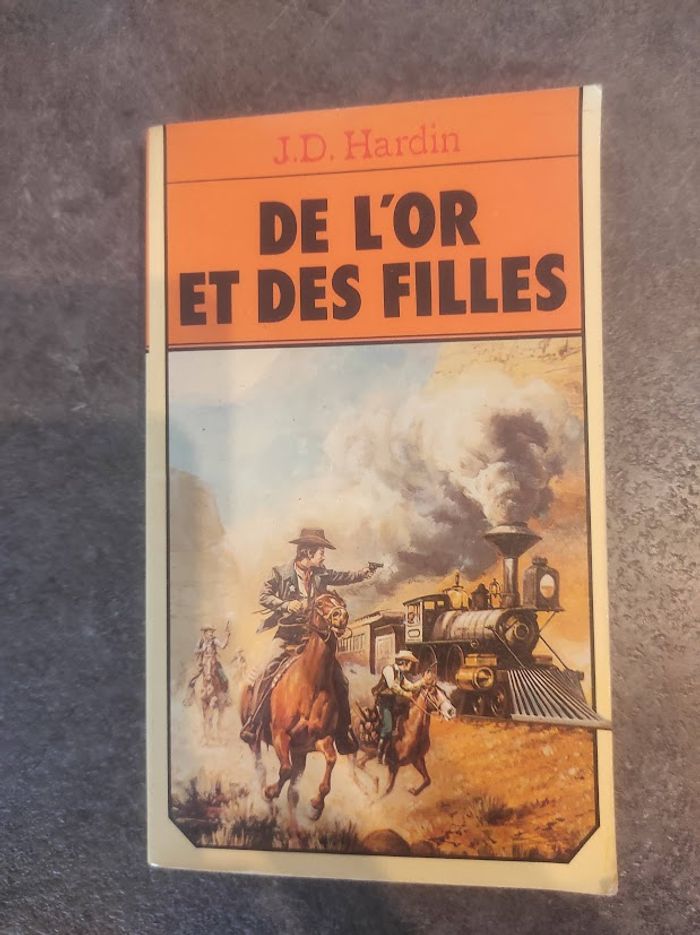 J.D. Hardin
DE L'OR
ET DES FILLES